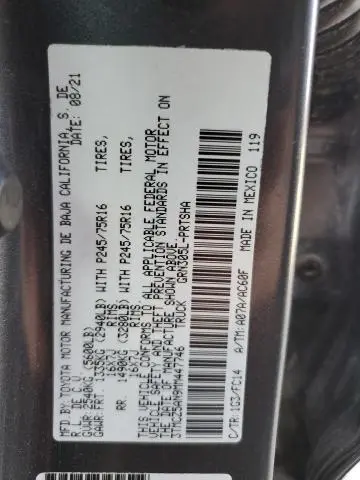 MFD.BY:TOYOTA MOTOR MANUFACTURING DE BAJA CALIFORNIA, S. DE
R.L. DE C.V. DATE: 08/21
GVWR: 2540KG (5600LB)
GAWR:FRT. 1335KG (2940LB) WITH P245/75R16 TIRES,
16X7J RIMS
RR. 1490KG (3280LB) WITH P245/75R16 TIRES,
16X7J RIMS
THIS VEHICLE CONFORMS TO ALL APPLICABLE FEDERAL MOTOR
VEHICLE SAFETY AND THEFT PREVENTION STANDARDS IN EFFECT ON
THE DATE OF MANUFACTURE SHOWN ABOVE.
3TMCZ5AN9MM447346 TRUCK GRN305L-PRTSHA
C/TR: 1G3/FC14 A/TM: A07A/AC60F MADE IN MEXICO 119